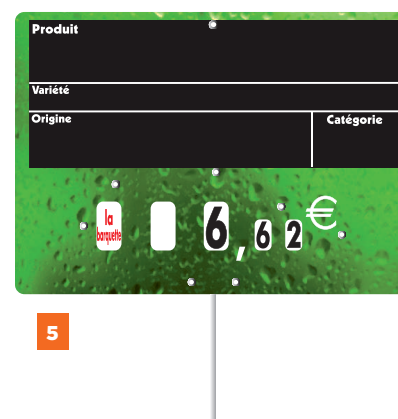 Produit
Variété
Origine Catégorie
la
barquette
6,62€
5